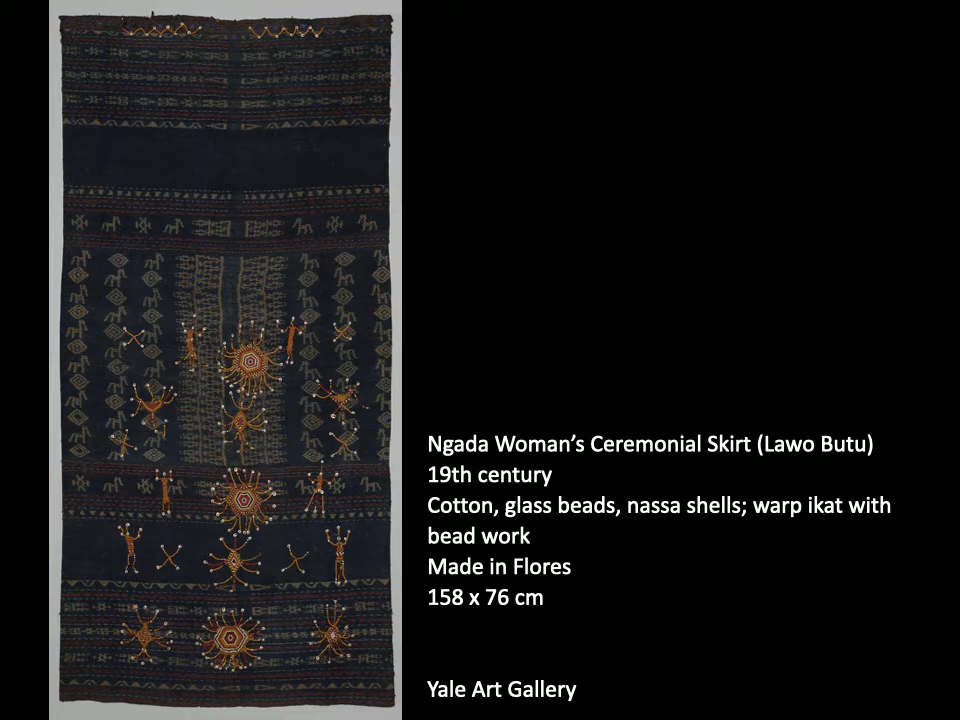 Ngada Woman’s Ceremonial Skirt (Lawo Butu)
19th century
Cotton, glass beads, nassa shells; warp ikat with
bead work
Made in Flores
158 x 76 cm
Yale Art Gallery